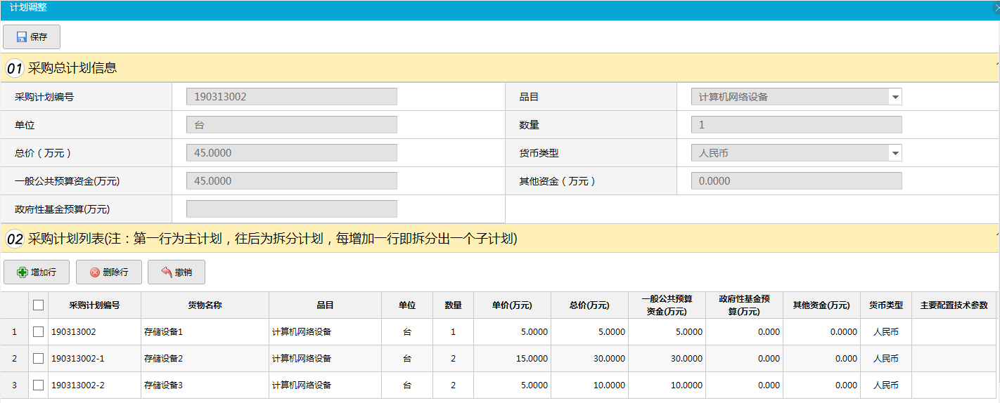 计划调整
保存
01 采购总计划信息
采购计划编号 190313002 品目 计算机网络设备
单位 台 数量 1
总价（万元） 45.0000 货币类型 人民币
一般公共预算资金(万元) 45.0000 其他资金（万元） 0.0000
政府性基金预算(万元)
02 采购计划列表(注：第一行为主计划，往后为拆分计划，每增加一行即拆分出一个子计划)
增加行 删除行 撤销
采购计划编号 货物名称 品目 单位 数量 单价(万元) 总价(万元) 一般公共预算 政府性基金预 其他资金(万元) 货币类型 主要配置技术参数
资金(万元) 算(万元)
1 190313002 存储设备1 计算机网络设备 台 1 5.0000 5.0000 5.0000 0.000 0.0000 人民币
2 190313002-1 存储设备2 计算机网络设备 台 2 15.0000 30.0000 30.0000 0.000 0.000 人民币
3 190313002-2 存储设备3 计算机网络设备 台 2 5.0000 10.0000 10.0000 0.000 0.000 人民币